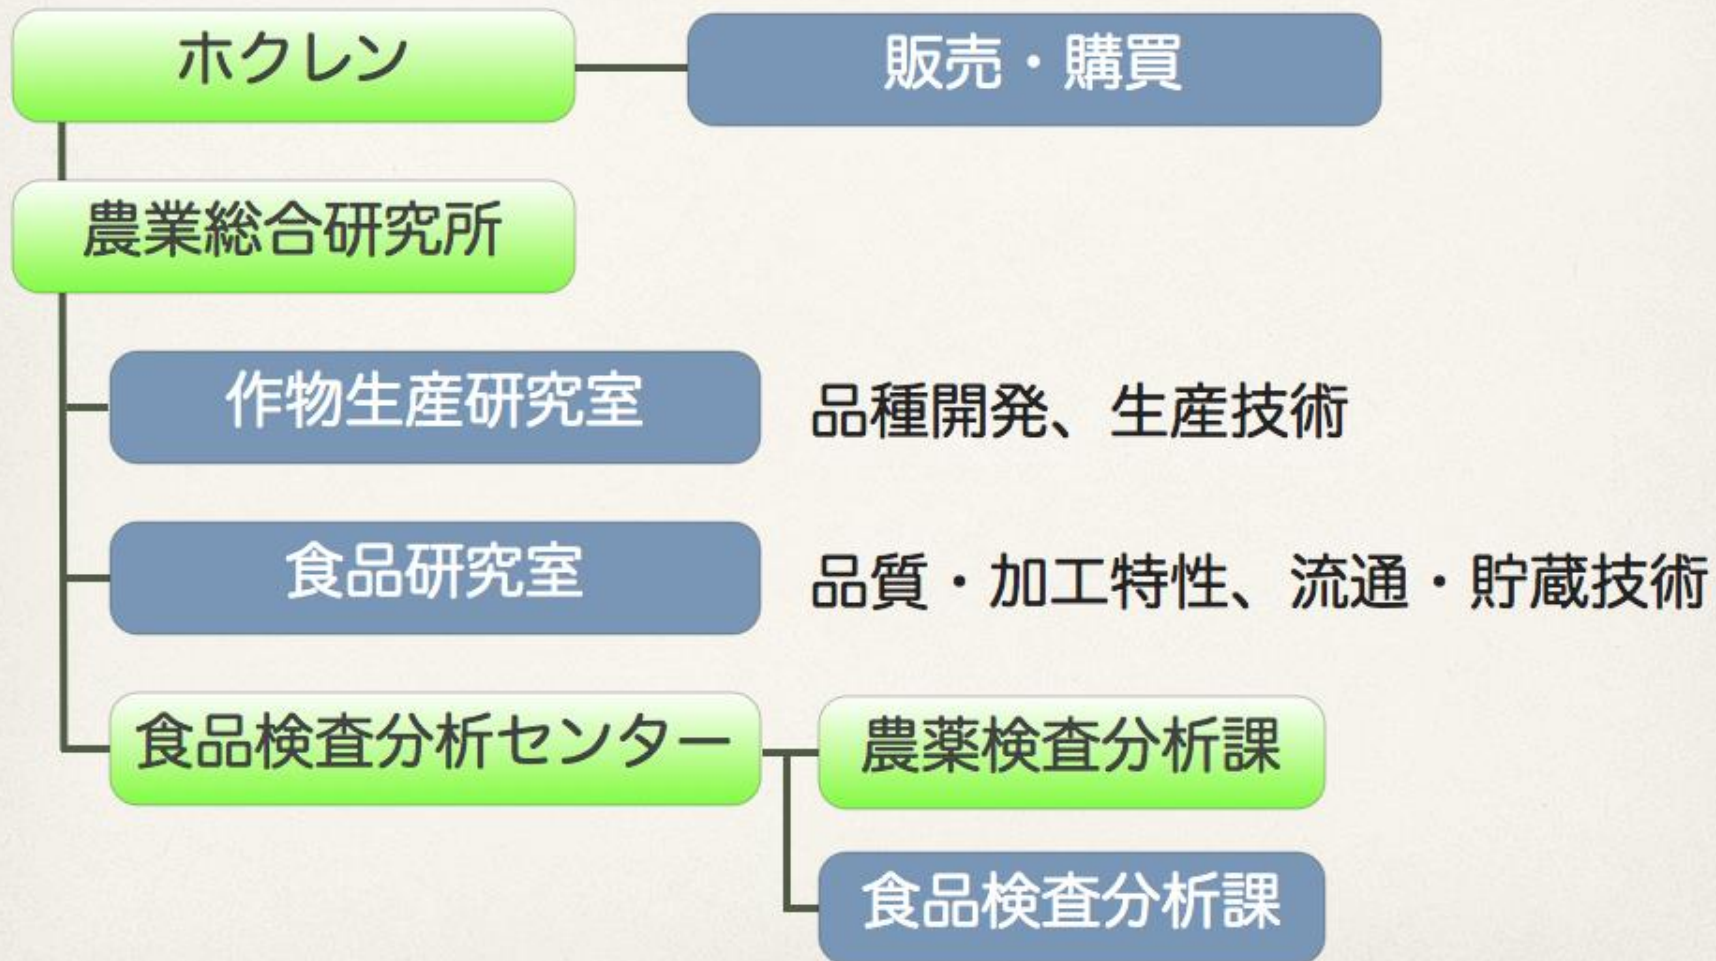 ホクレン
販売・購買
農業総合研究所
作物生産研究室
品種開発、生産技術
食品研究室
品質・加工特性、流通・貯蔵技術
食品検査分析センター
農薬検査分析課
食品検査分析課